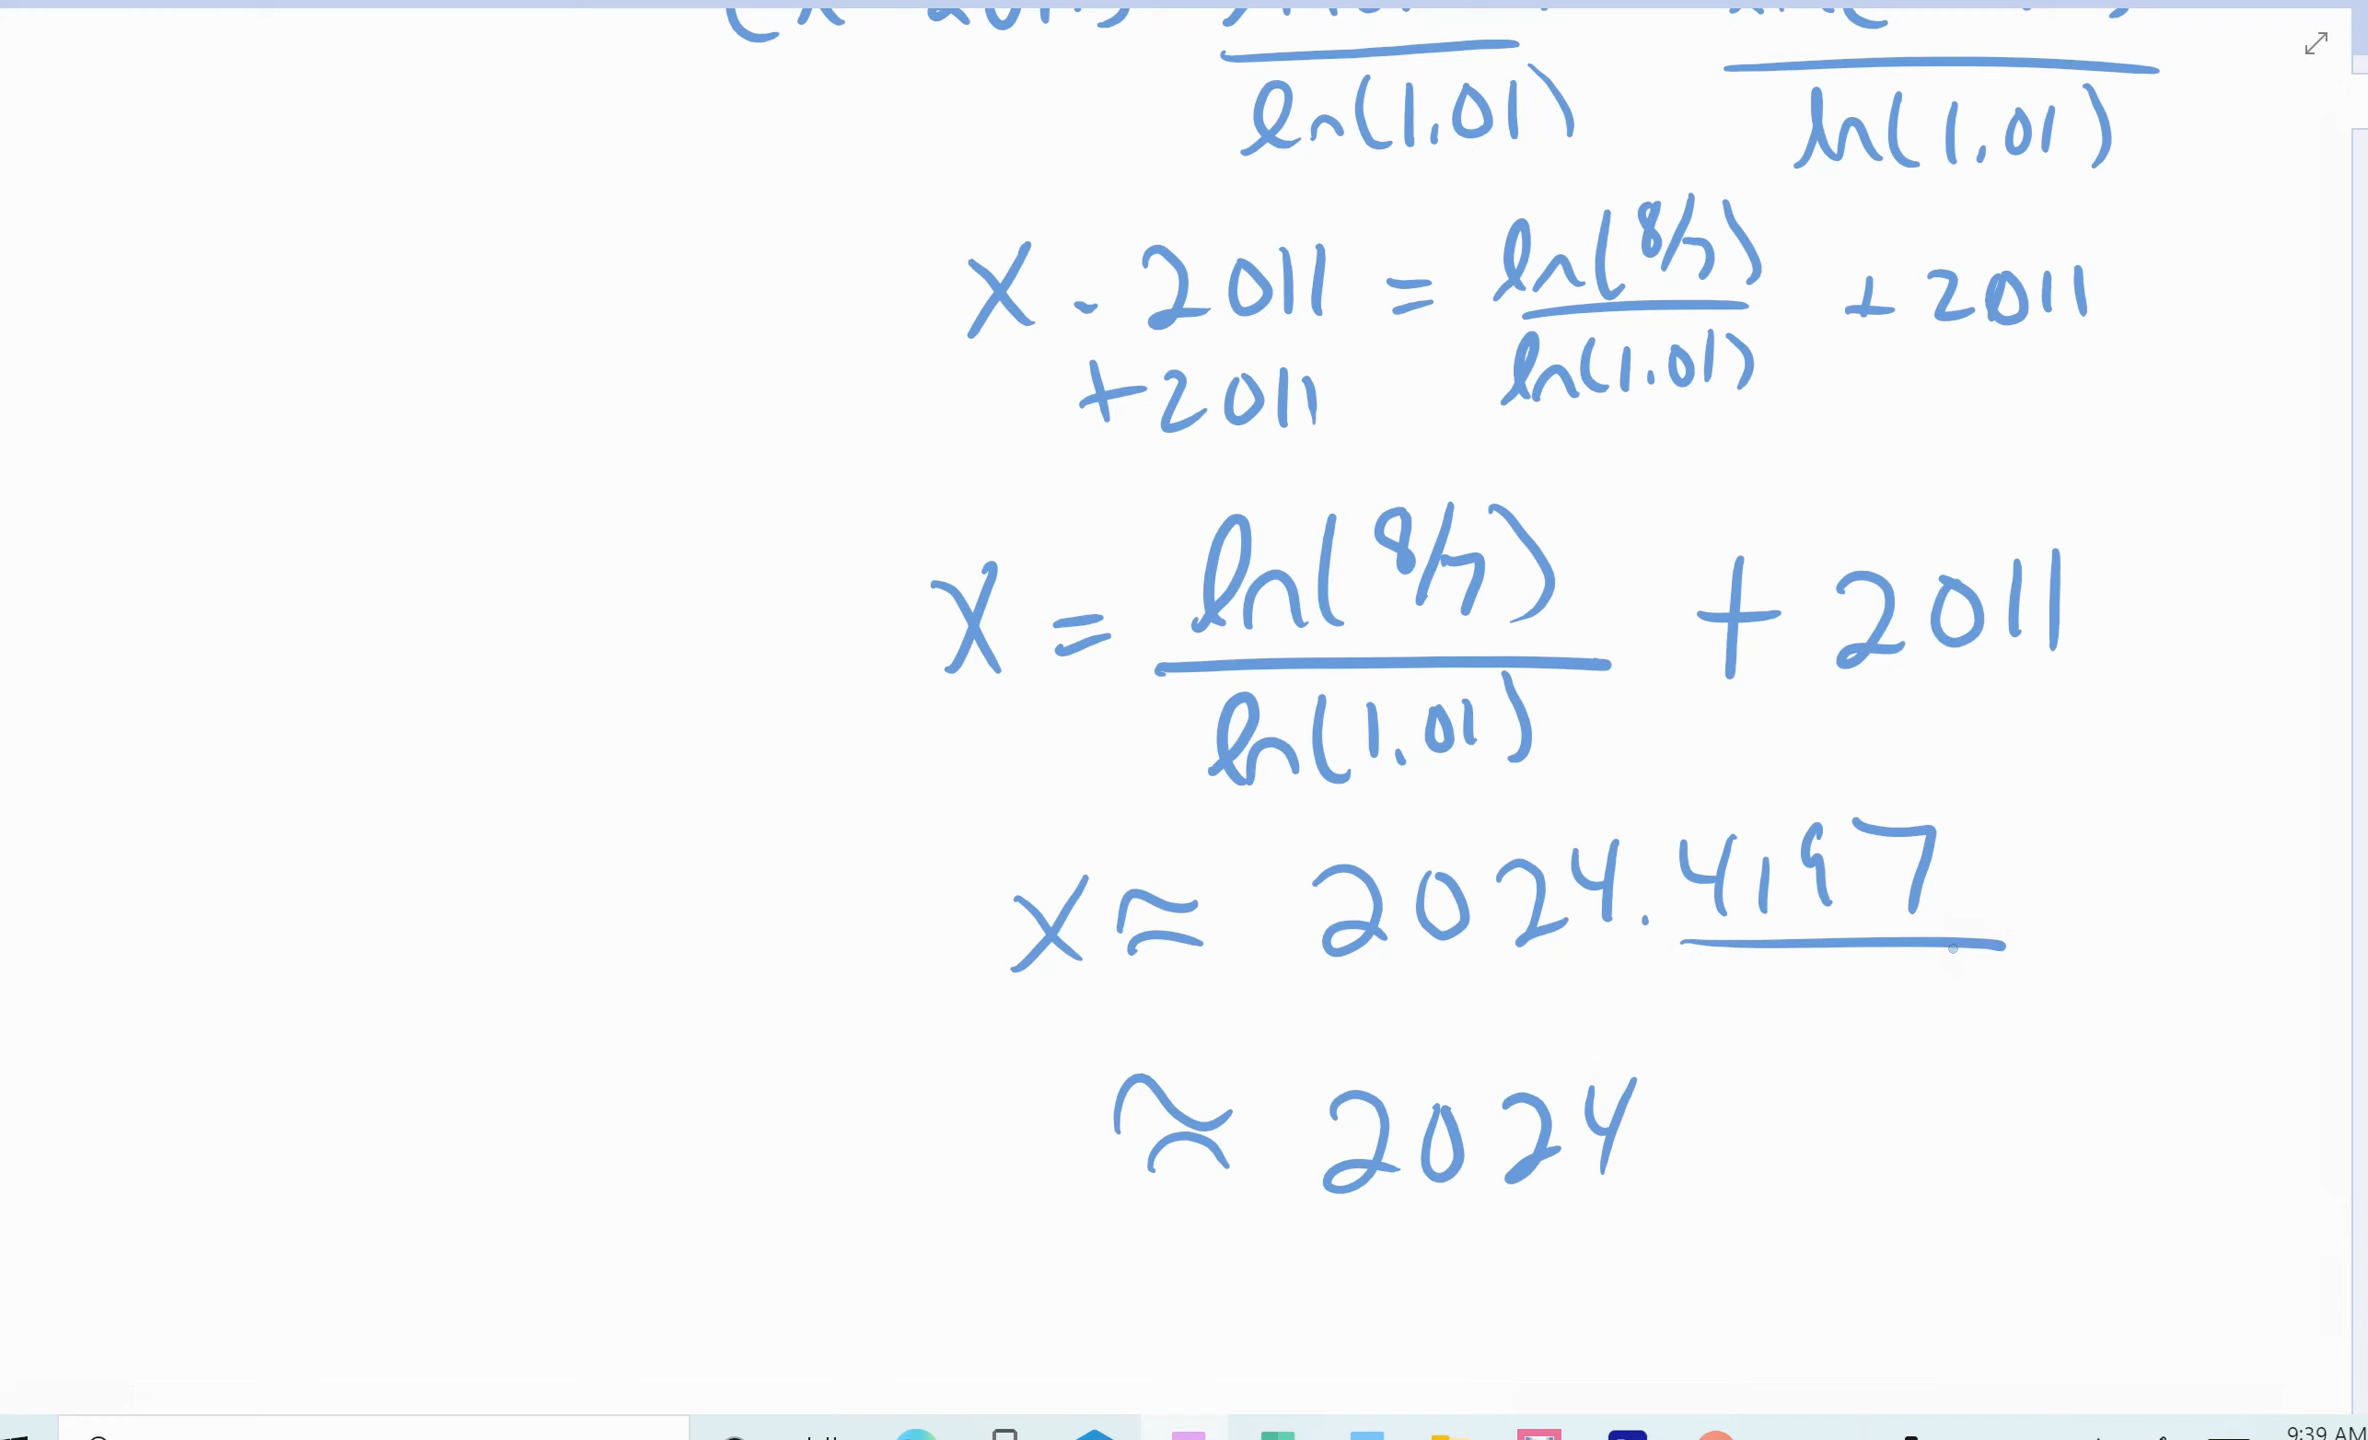 ln(1.01) ln(1.01)
x - 2011 = ln(8/7)/ln(1.01) + 2011
+2011
x = ln(8/7)/ln(1.01) + 2011
x ≈ 2024.4197
≅ 2024
9:39 AM